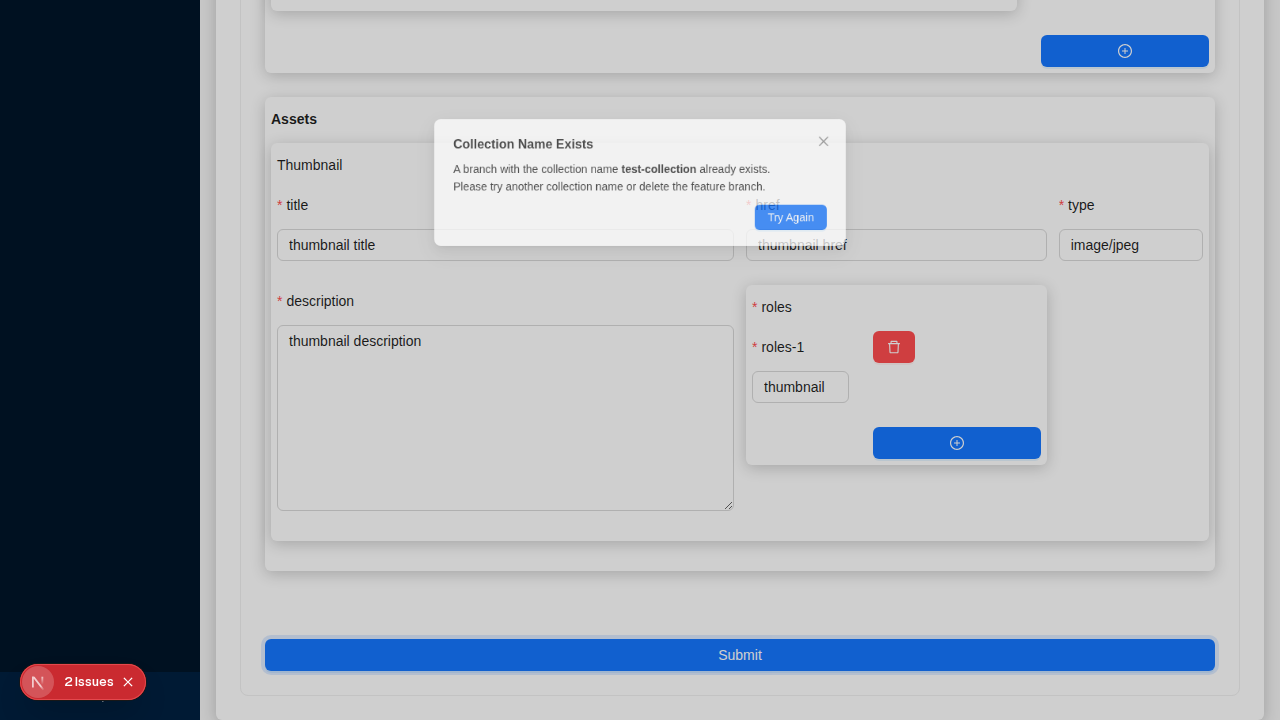 Assets
Collection Name Exists
A branch with the collection name test-collection already exists.
Please try another collection name or delete the feature branch.
Try Again
Thumbnail
* title
* href
* type
thumbnail title
thumbnail href
image/jpeg
* description
* roles
thumbnail description
* roles-1
thumbnail
Submit
N
2 Issues